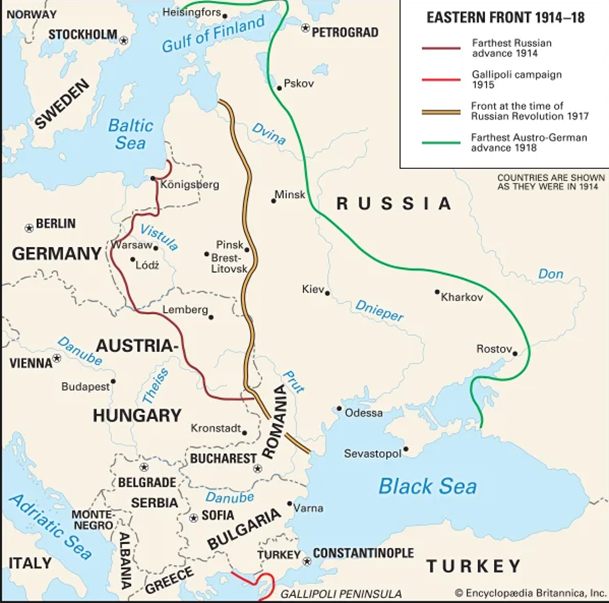 NORWAY
Heisingfors
STOCKHOLM
Gulf of Finland
PETROGRAD
SWEDEN
Pskov
Baltic
Sea
Dvina
Königsberg
Minsk
RUSSIA
BERLIN
Vistula
GERMANY
Warsaw
Łódź
Pinsk
Brest-
Litovsk
Don
Kiev
Kharkov
Lemberg
Dnieper
AUSTRIA-
HUNGARY
Danube
VIENNA
Rostov
Budapest
Theiss
Prut
Odessa
Kronstadt
ROMANIA
Sevastopol
BUCHAREST
BELGRADE
SERBIA
Danube
Black Sea
Adriatic Sea
MONTE-
NEGRO
SOFIA
Varna
BULGARIA
ALBANIA
TURKEY
CONSTANTINOPLE
ITALY
GREECE
TURKEY
GALLIPOLI PENINSULA
EASTERN FRONT 1914–18
Farthest Russian
advance 1914
Gallipoli campaign
1915
Front at the time of
Russian Revolution 1917
Farthest Austro-German
advance 1918
COUNTRIES ARE SHOWN
AS THEY WERE IN 1914
© Encyclopædia Britannica, Inc.